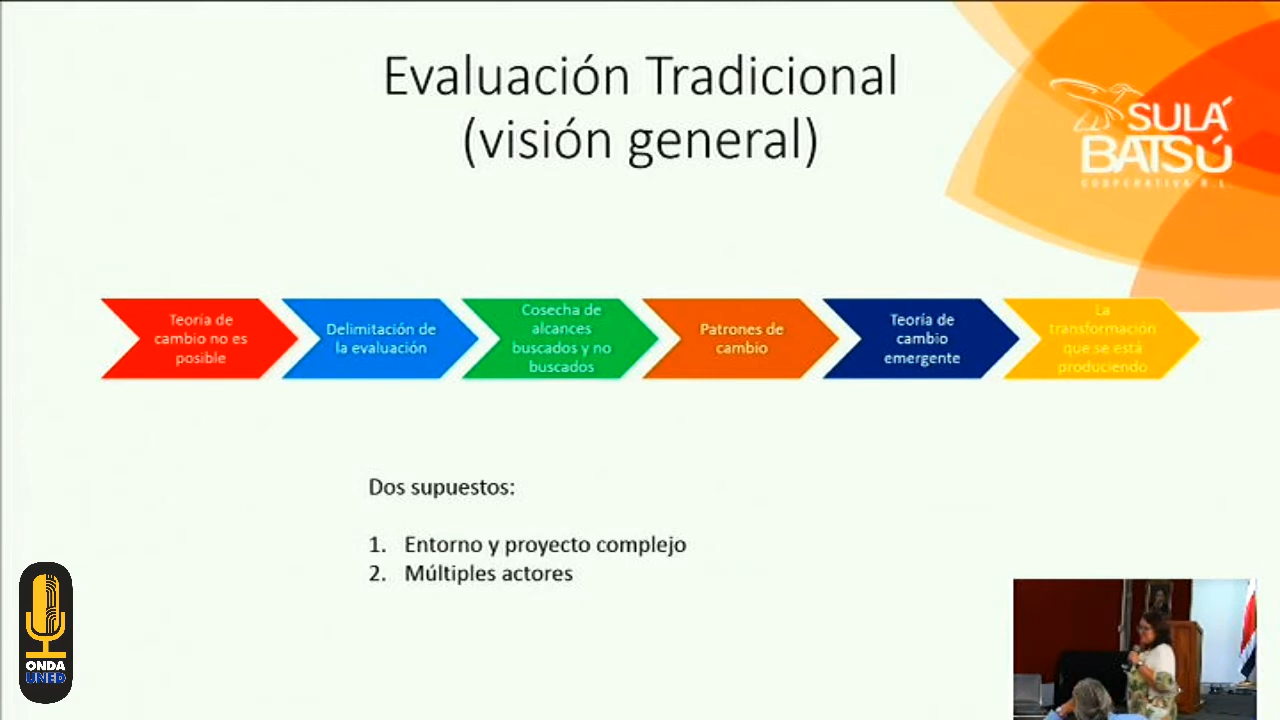 Evaluación Tradicional
(visión general)
SULÁ
BATSÚ
COOPERATIVA R.L.
Teoría de
cambio no es
posible
Delimitación de
la evaluación
Cosecha de
alcances
buscados y no
buscados
Patrones de
cambio
Teoría de
cambio
emergente
La
transformación
que se está
produciendo
Dos supuestos:
1. Entorno y proyecto complejo
2. Múltiples actores
ONDA
UNED